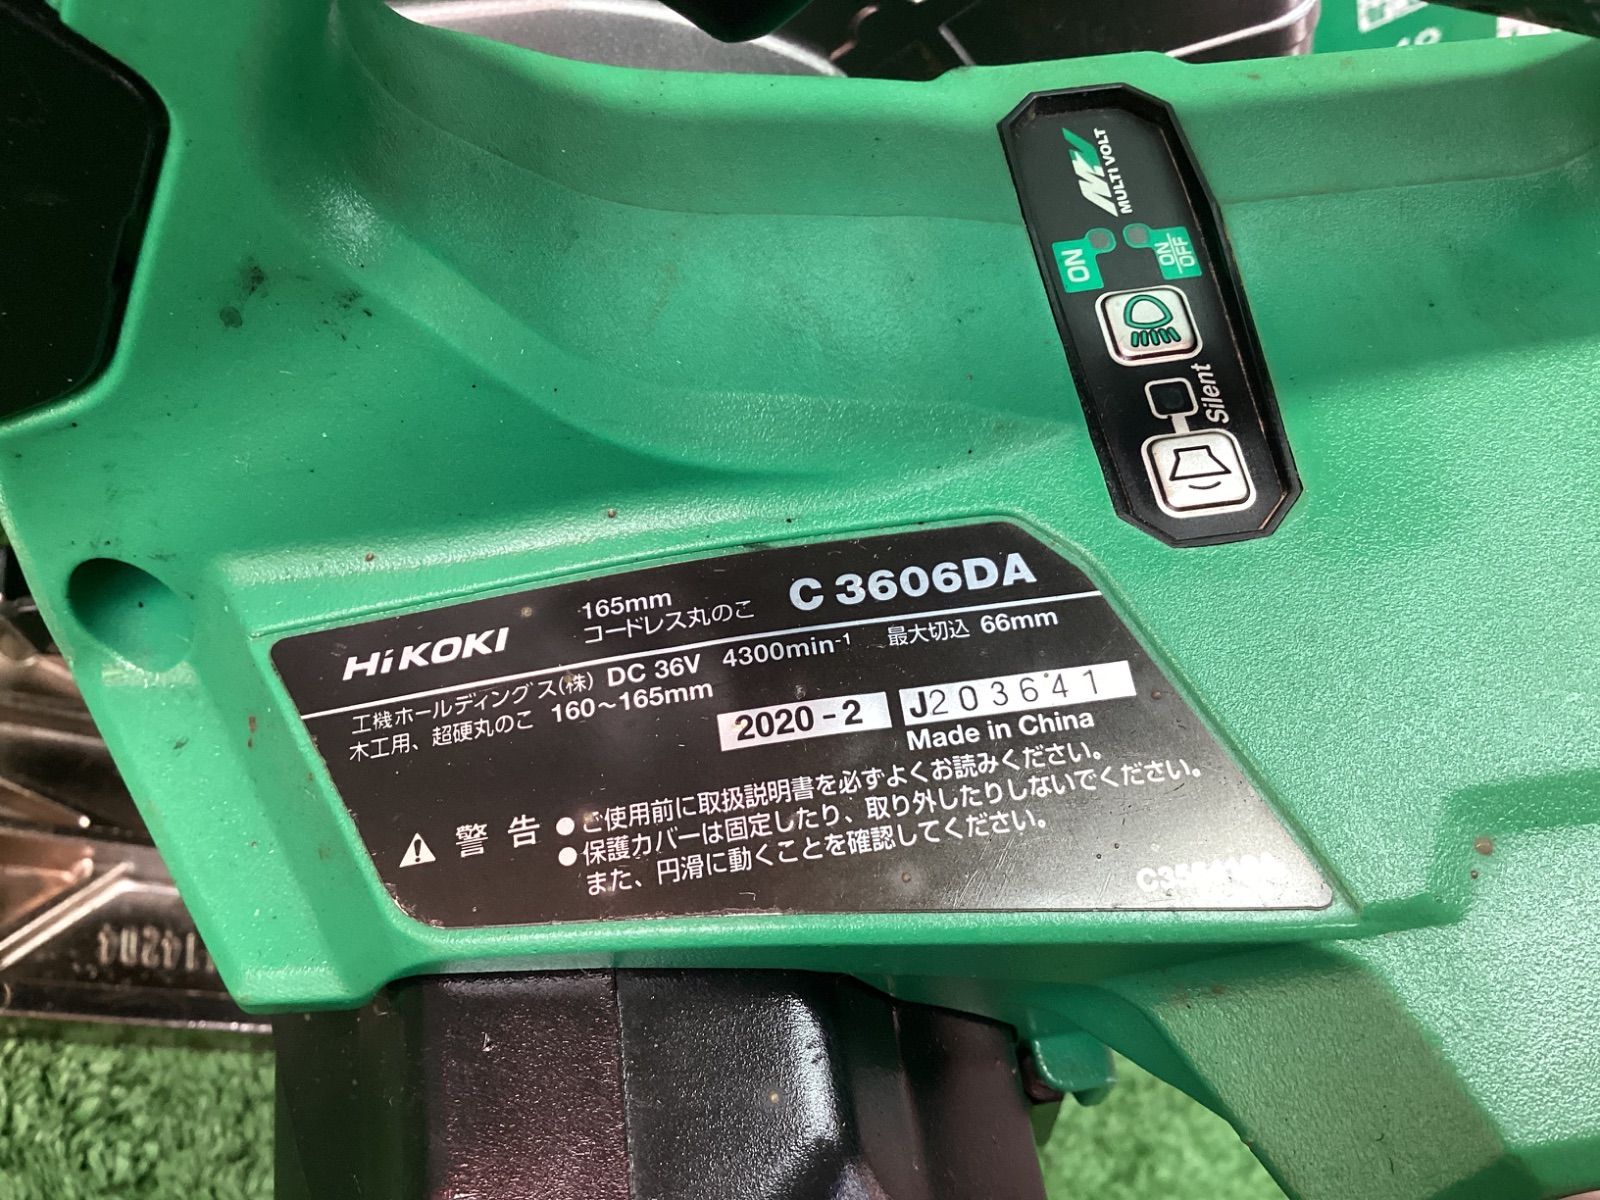 MULTI VOLT
ON
ON/OFF
Silent
HiKOKI 165mm コードレス丸のこ C 3606DA
工機ホールディングス(株) DC 36V 4300min-1 最大切込 66mm
木工用、超硬丸のこ 160～165mm
2020-2 J203641
Made in China
警告 ●ご使用前に取扱説明書を必ずよくお読みください。
●保護カバーは固定したり、取り外したりしないでください。
また、円滑に動くことを確認してください。